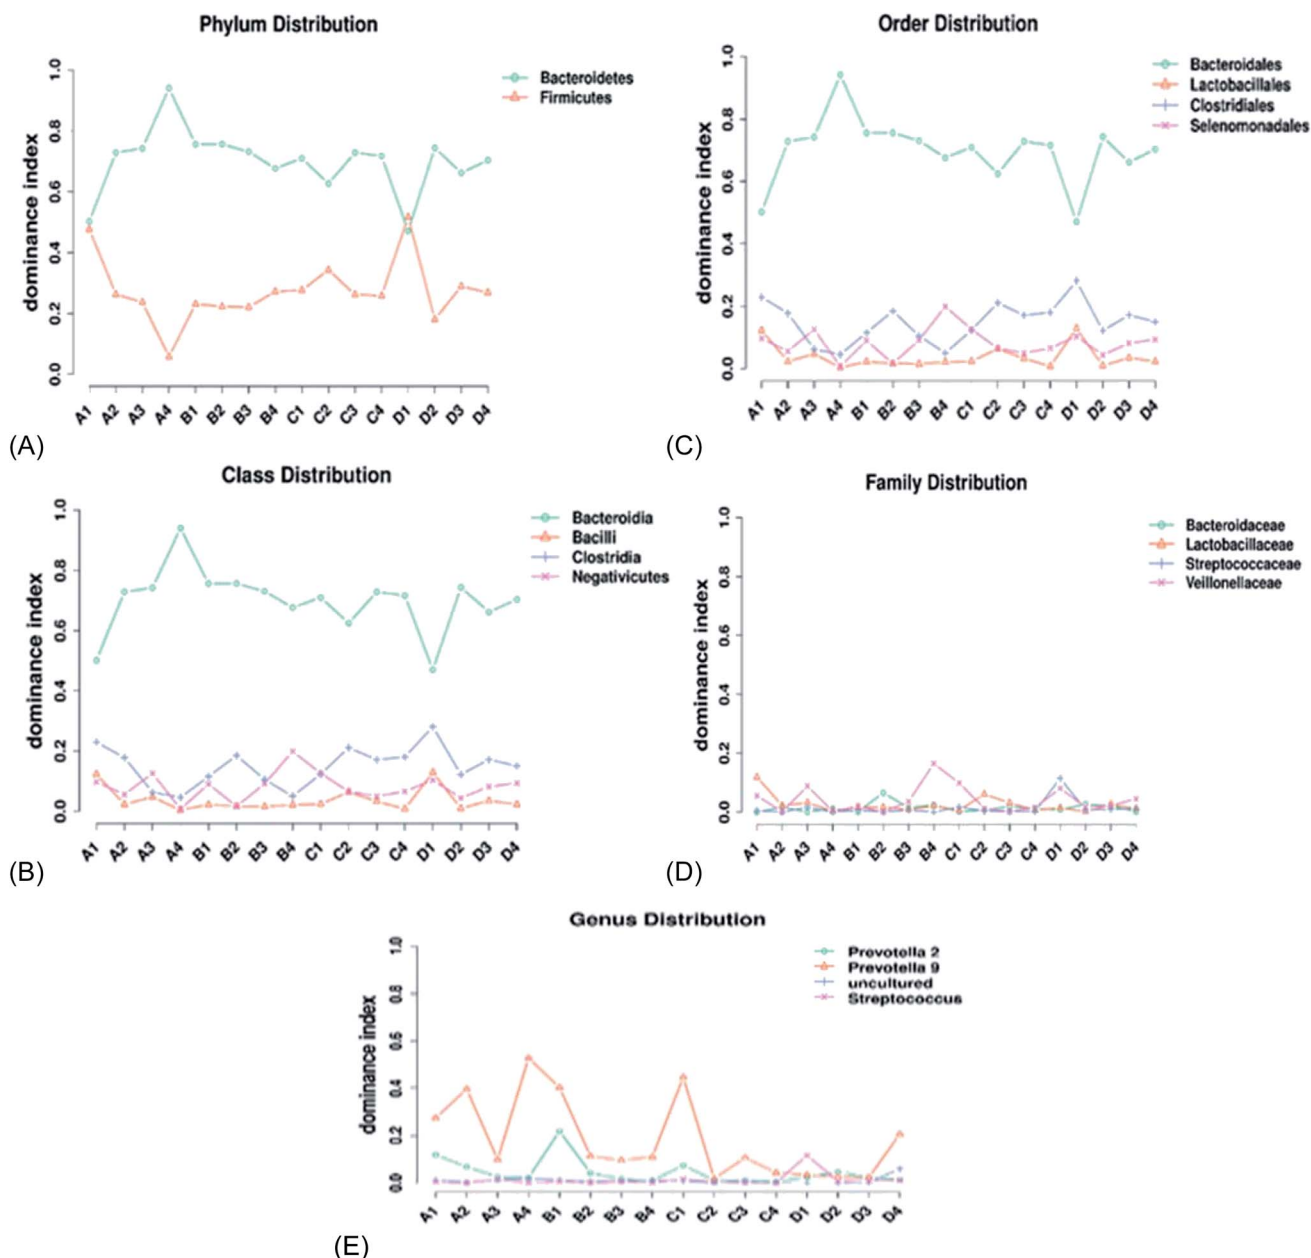 Phylum Distribution
Bacteroidetes
Firmicutes
dominance index
1.0
0.8
0.6
0.4
0.2
0.0
A1 A2 A3 A4 B1 B2 B3 B4 C1 C2 C3 C4 D1 D2 D3 D4
(A)
Order Distribution
Bacteroidales
Lactobacillales
Clostridiales
Selenomonadales
dominance index
1.0
0.8
0.6
0.4
0.2
0.0
A1 A2 A3 A4 B1 B2 B3 B4 C1 C2 C3 C4 D1 D2 D3 D4
(C)
Class Distribution
Bacteroidia
Bacilli
Clostridia
Negativicutes
dominance index
1.0
0.8
0.6
0.4
0.2
0.0
A1 A2 A3 A4 B1 B2 B3 B4 C1 C2 C3 C4 D1 D2 D3 D4
(B)
Family Distribution
Bacteroidaceae
Lactobacillaceae
Streptococcaceae
Veillonellaceae
dominance index
1.0
0.8
0.6
0.4
0.2
0.0
A1 A2 A3 A4 B1 B2 B3 B4 C1 C2 C3 C4 D1 D2 D3 D4
(D)
Genus Distribution
Prevotella 2
Prevotella 9
uncultured
Streptococcus
dominance index
1.0
0.8
0.6
0.4
0.2
0.0
A1 A2 A3 A4 B1 B2 B3 B4 C1 C2 C3 C4 D1 D2 D3 D4
(E)